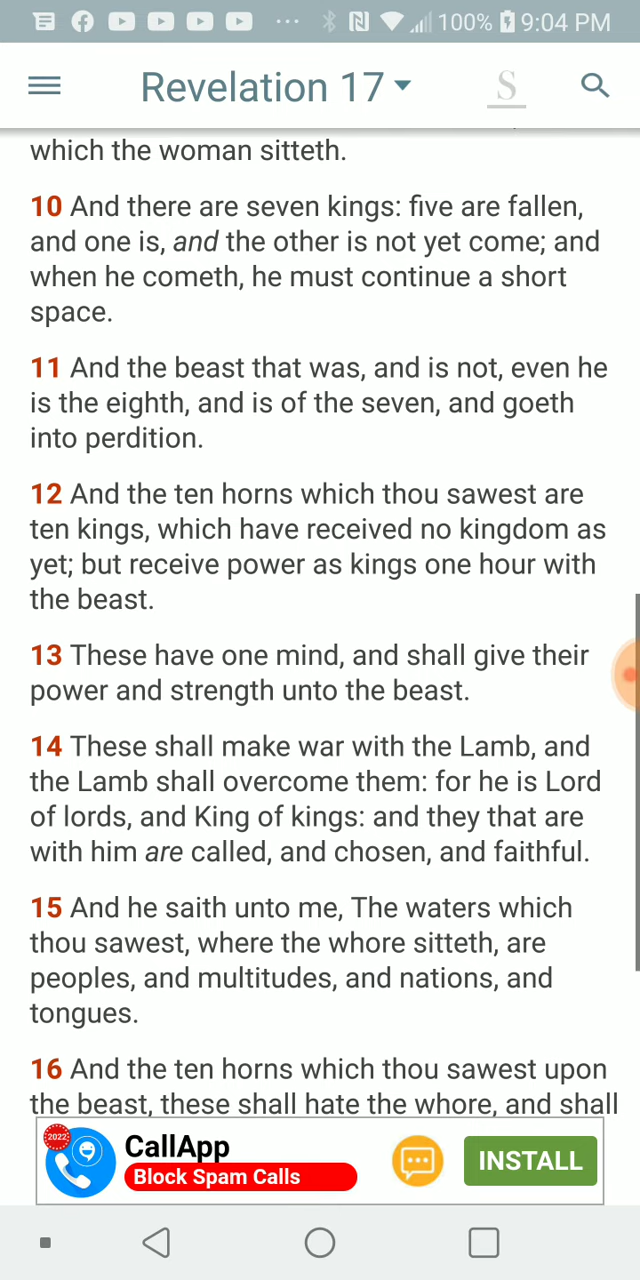 100% 9:04 PM
Revelation 17 S
which the woman sitteth.
10 And there are seven kings: five are fallen,
and one is, and the other is not yet come; and
when he cometh, he must continue a short
space.
11 And the beast that was, and is not, even he
is the eighth, and is of the seven, and goeth
into perdition.
12 And the ten horns which thou sawest are
ten kings, which have received no kingdom as
yet; but receive power as kings one hour with
the beast.
13 These have one mind, and shall give their
power and strength unto the beast.
14 These shall make war with the Lamb, and
the Lamb shall overcome them: for he is Lord
of lords, and King of kings: and they that are
with him are called, and chosen, and faithful.
15 And he saith unto me, The waters which
thou sawest, where the whore sitteth, are
peoples, and multitudes, and nations, and
tongues.
16 And the ten horns which thou sawest upon
the beast, these shall hate the whore, and shall
2022
CallApp
Block Spam Calls
INSTALL